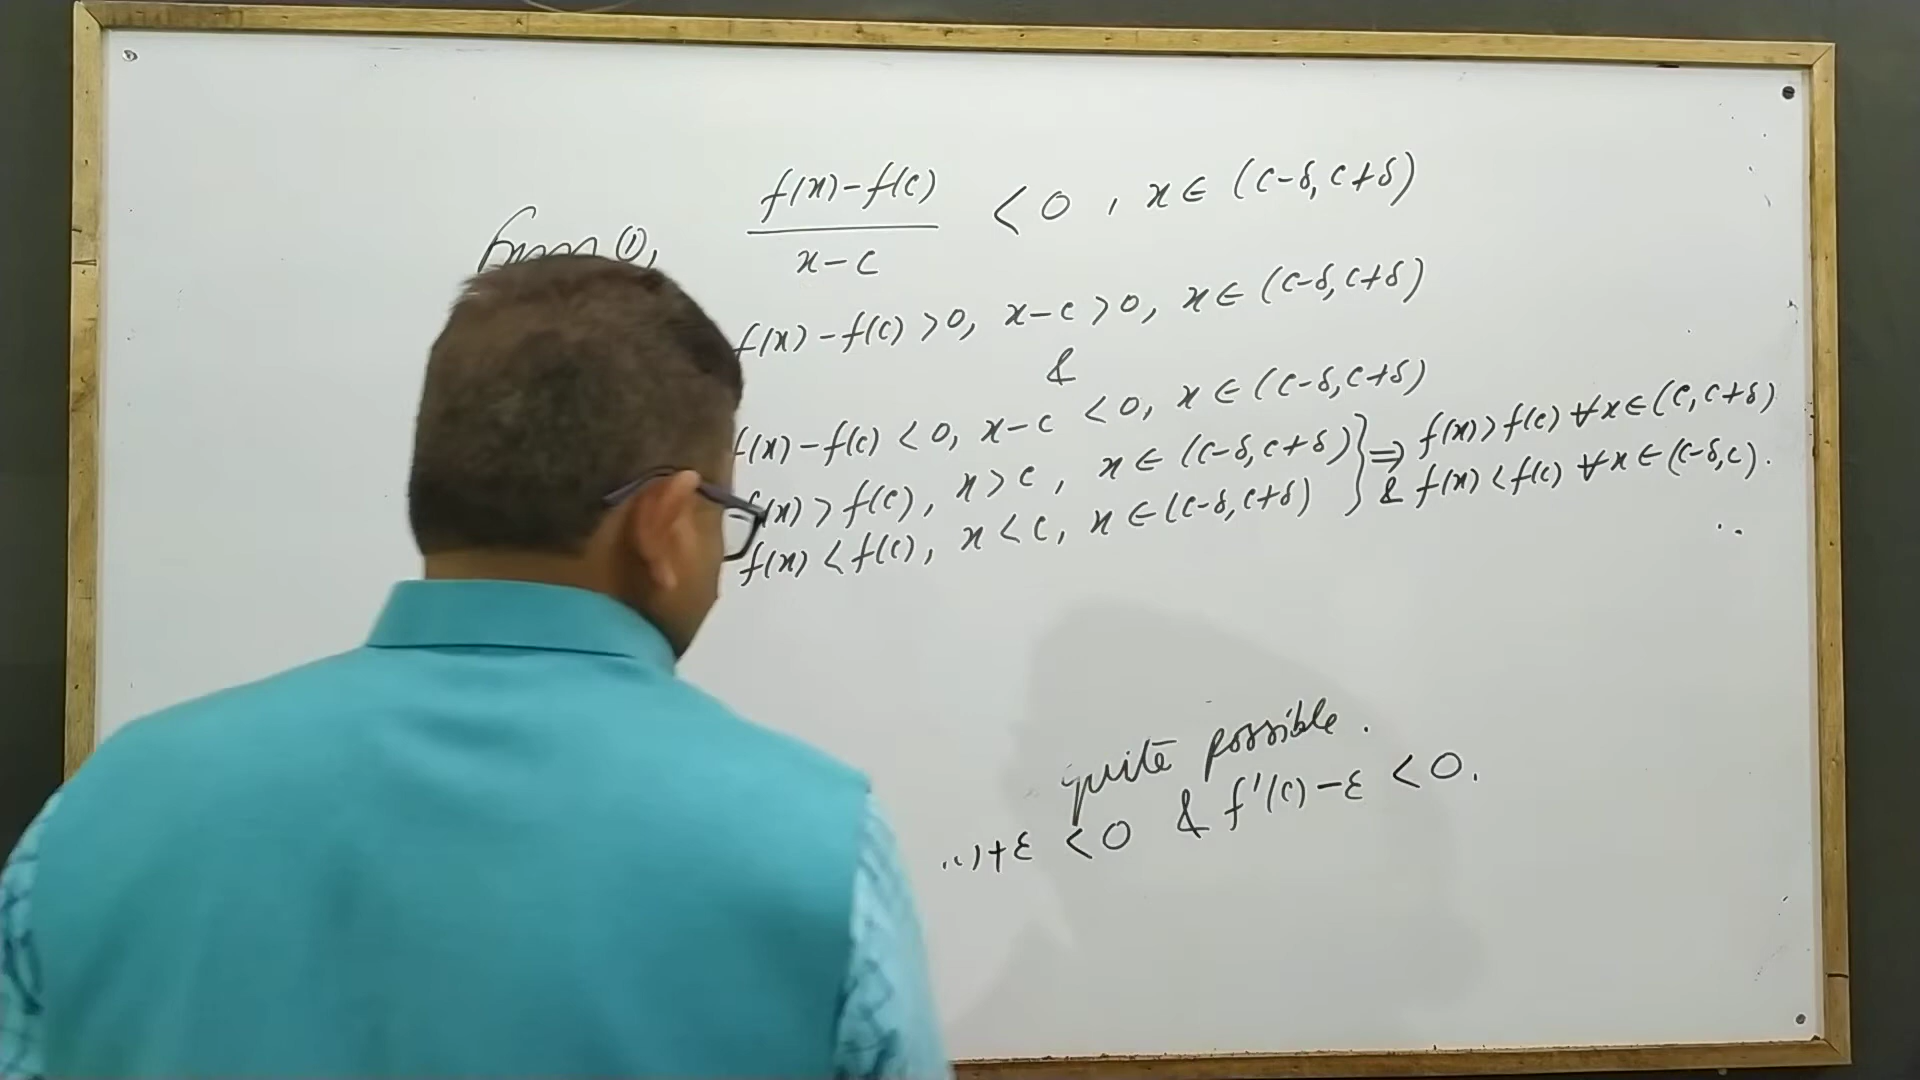 From ①, (f(x)-f(c))/(x-c) < 0 , x ∈ (c-δ, c+δ)
f(x) - f(c) > 0, x-c > 0, x ∈ (c-δ, c+δ)
&
f(x) - f(c) < 0, x-c < 0, x ∈ (c-δ, c+δ)
f(x) > f(c), x > c, x ∈ (c-δ, c+δ) } ⇒ f(x) > f(c) ∀ x ∈ (c, c+δ)
f(x) < f(c), x < c, x ∈ (c-δ, c+δ) & f(x) < f(c) ∀ x ∈ (c-δ, c).
quite possible.
)+ε < 0 & f'(c)-ε < 0.